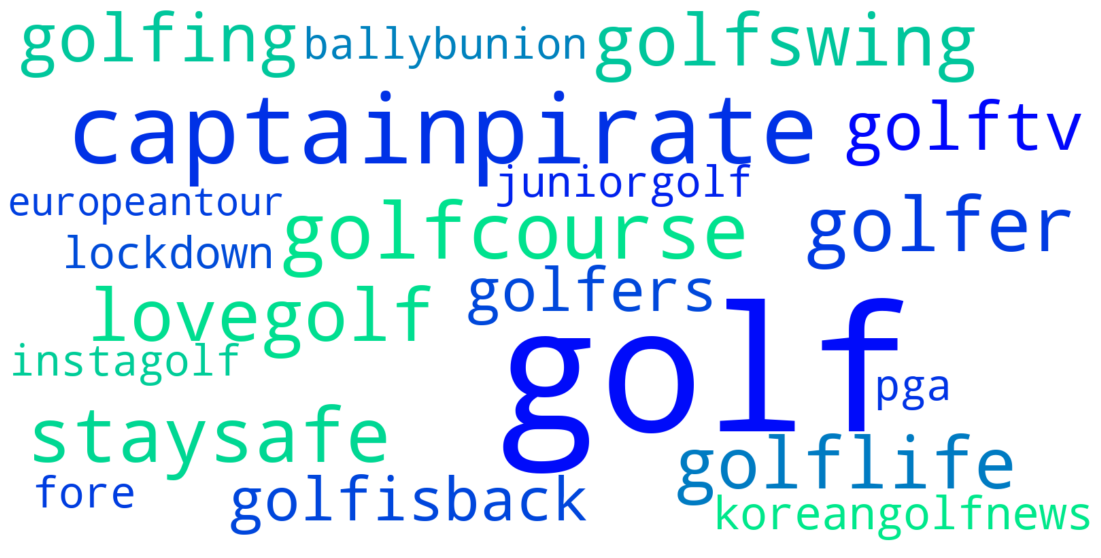 golfing
ballybunion
golfswing
captainpirate
golftv
juniorgolf
europeantour
golfcourse
golfer
lockdown
golfers
lovegolf
golf
instagolf
pga
staysafe
golflife
fore
golfisback
koreangolfnews